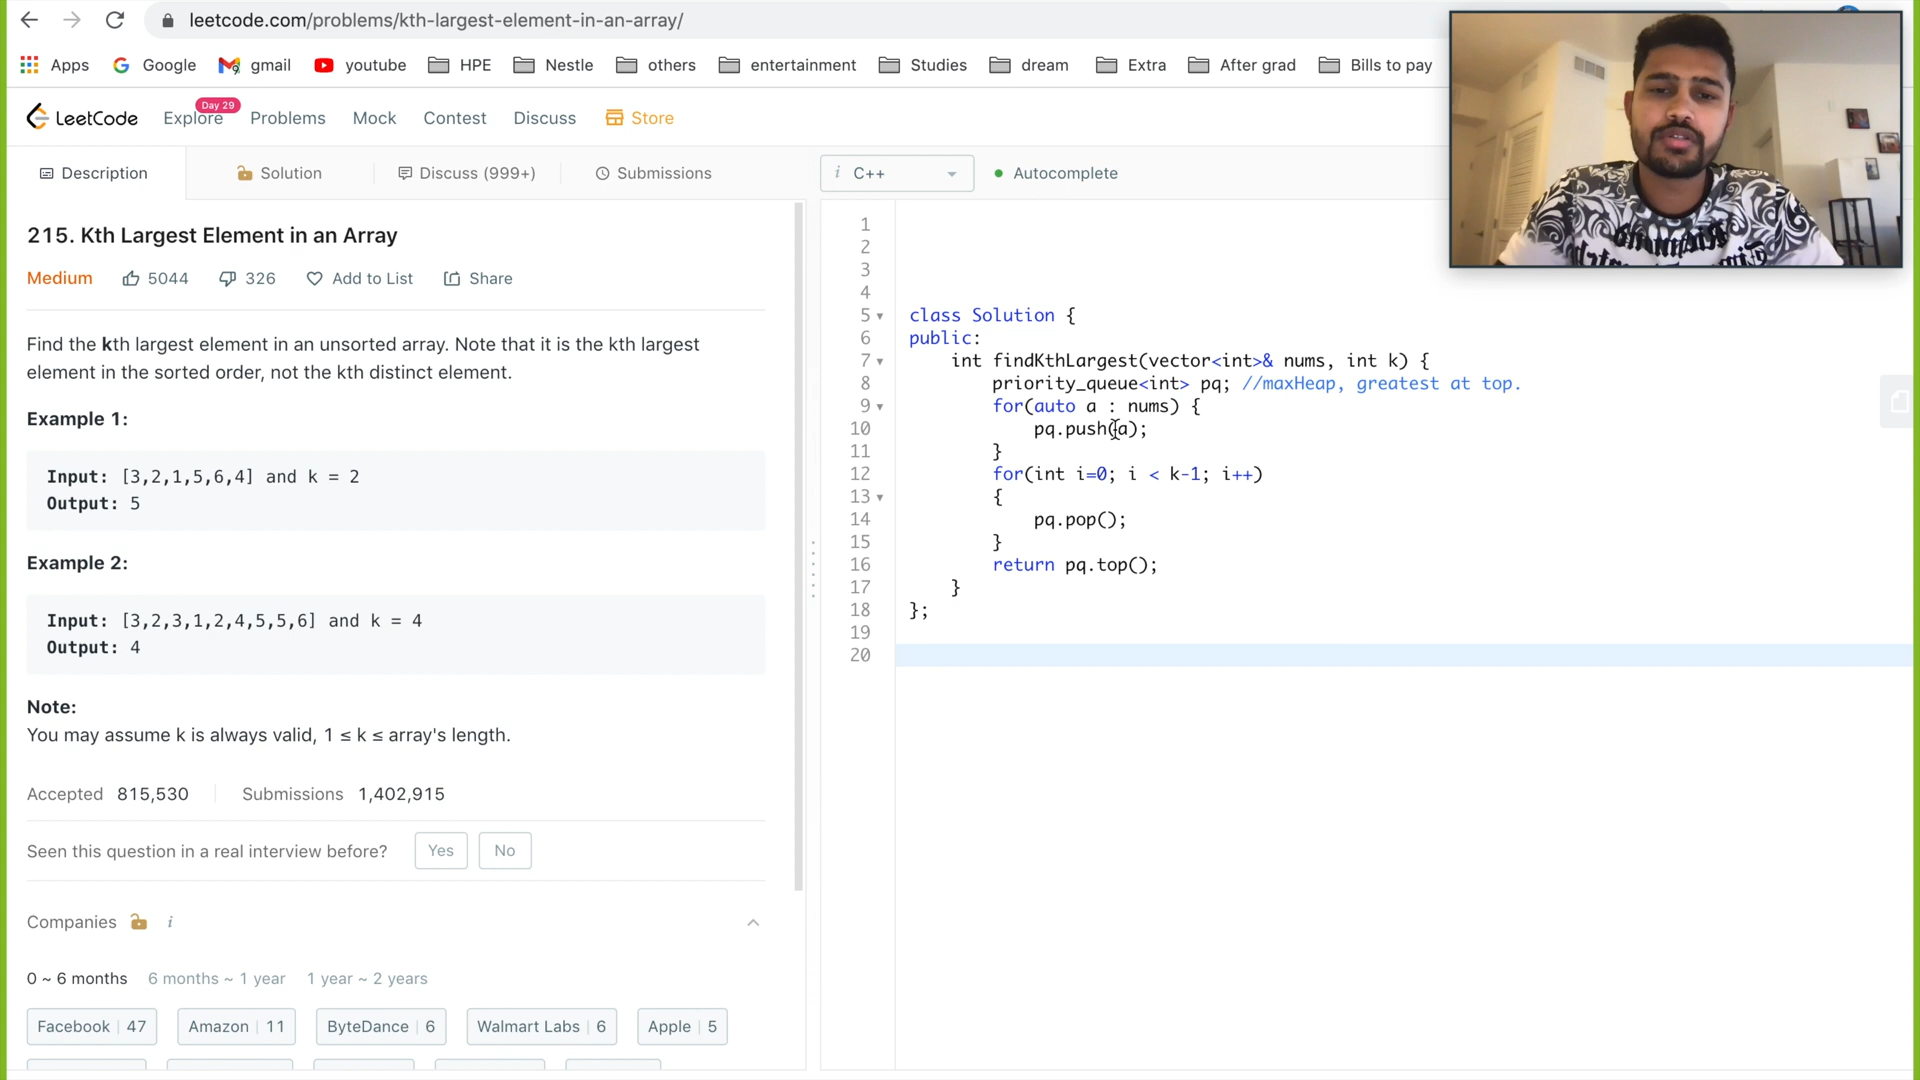 leetcode.com/problems/kth-largest-element-in-an-array/
Apps Google gmail youtube HPE Nestle others entertainment Studies dream Extra After grad Bills to pay
LeetCode Explore Day 29 Problems Mock Contest Discuss Store
Description Solution Discuss (999+) Submissions
i C++ Autocomplete
215. Kth Largest Element in an Array
Medium 5044 326 Add to List Share
Find the kth largest element in an unsorted array. Note that it is the kth largest
element in the sorted order, not the kth distinct element.
Example 1:
Input: [3,2,1,5,6,4] and k = 2
Output: 5
Example 2:
Input: [3,2,3,1,2,4,5,5,6] and k = 4
Output: 4
Note:
You may assume k is always valid, 1 ≤ k ≤ array's length.
Accepted 815,530 Submissions 1,402,915
Seen this question in a real interview before? Yes No
Companies i
0 ~ 6 months 6 months ~ 1 year 1 year ~ 2 years
Facebook | 47 Amazon | 11 ByteDance | 6 Walmart Labs | 6 Apple | 5
1
2
3
4
5 class Solution {
6 public:
7 int findKthLargest(vector<int>& nums, int k) {
8 priority_queue<int> pq; //maxHeap, greatest at top.
9 for(auto a : nums) {
10 pq.push(a);
11 }
12 for(int i=0; i < k-1; i++)
13 {
14 pq.pop();
15 }
16 return pq.top();
17 }
18 };
19
20